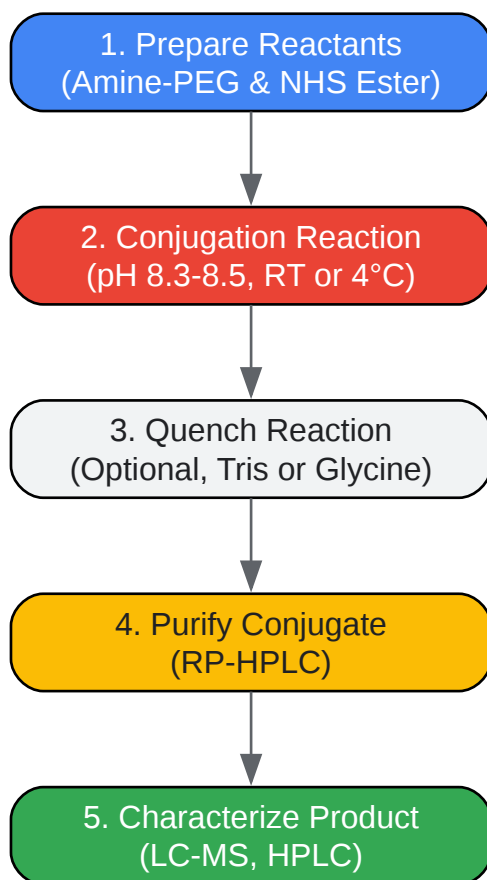 1. Prepare Reactants
(Amine-PEG & NHS Ester)
2. Conjugation Reaction
(pH 8.3-8.5, RT or 4°C)
3. Quench Reaction
(Optional, Tris or Glycine)
4. Purify Conjugate
(RP-HPLC)
5. Characterize Product
(LC-MS, HPLC)